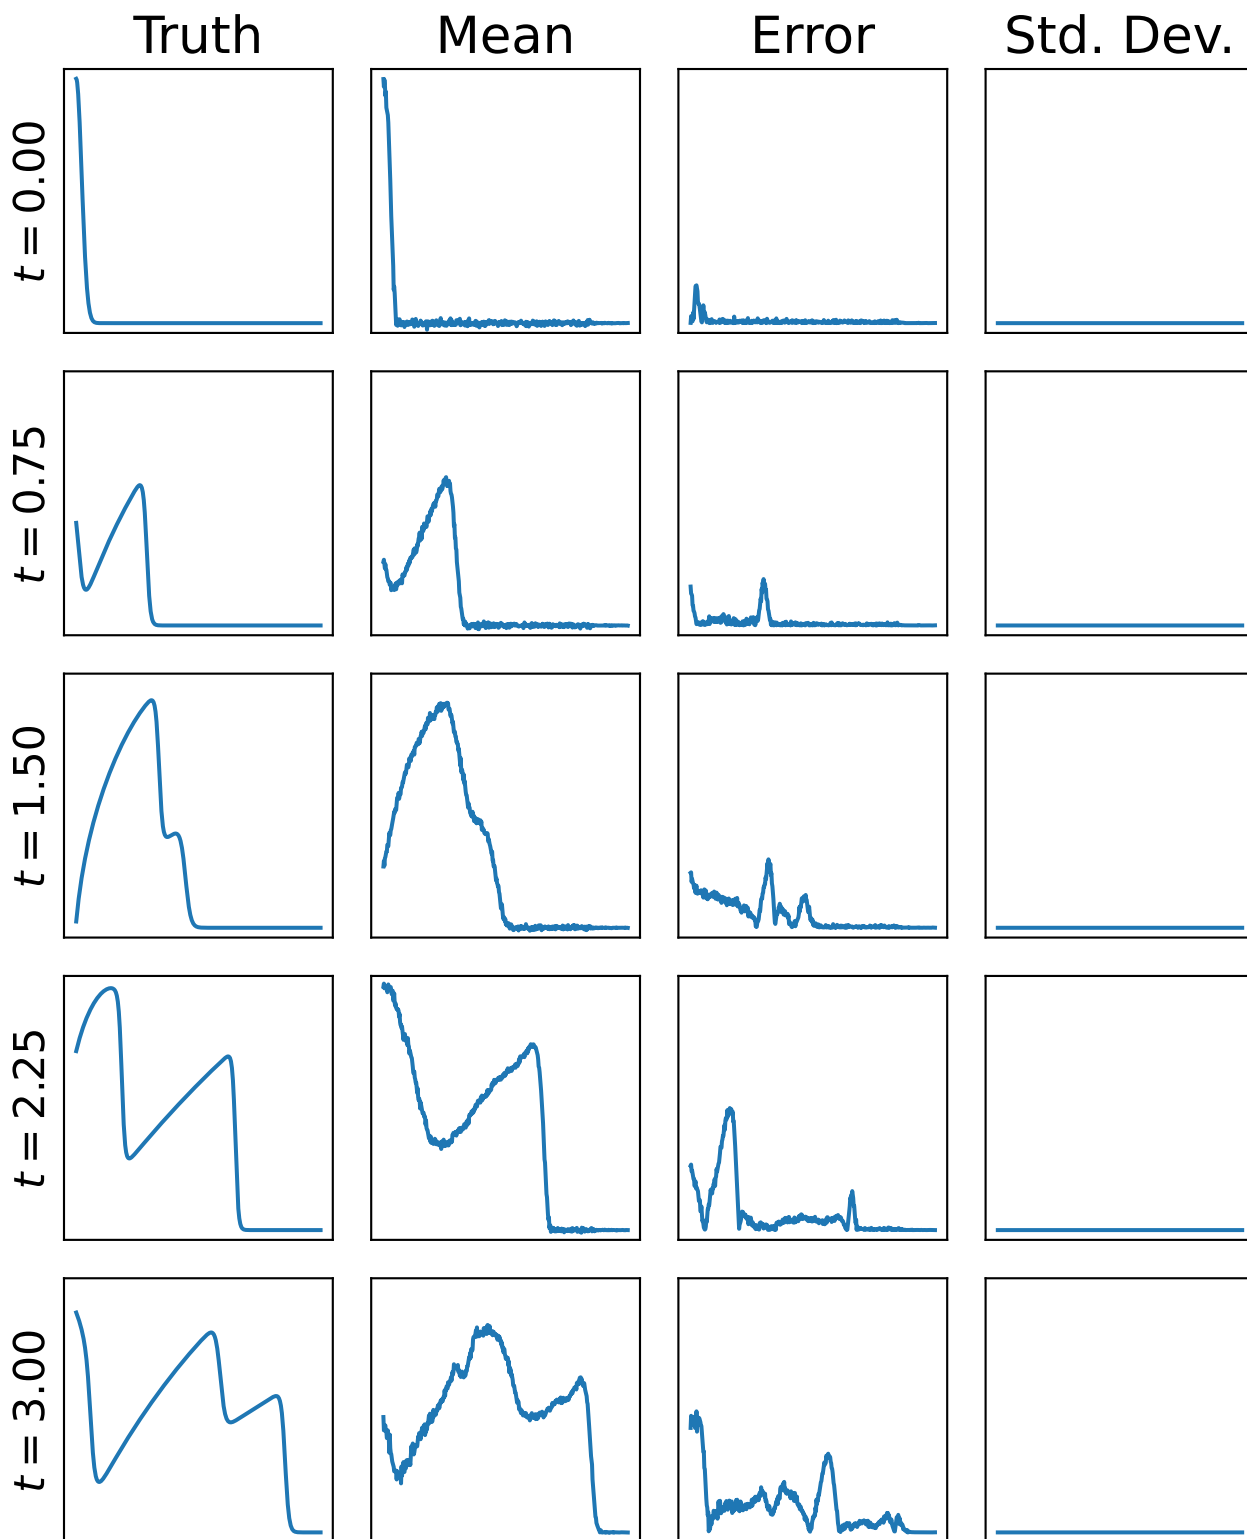 Truth Mean Error Std. Dev.
t = 0.00
t = 0.75
t = 1.50
t = 2.25
t = 3.00